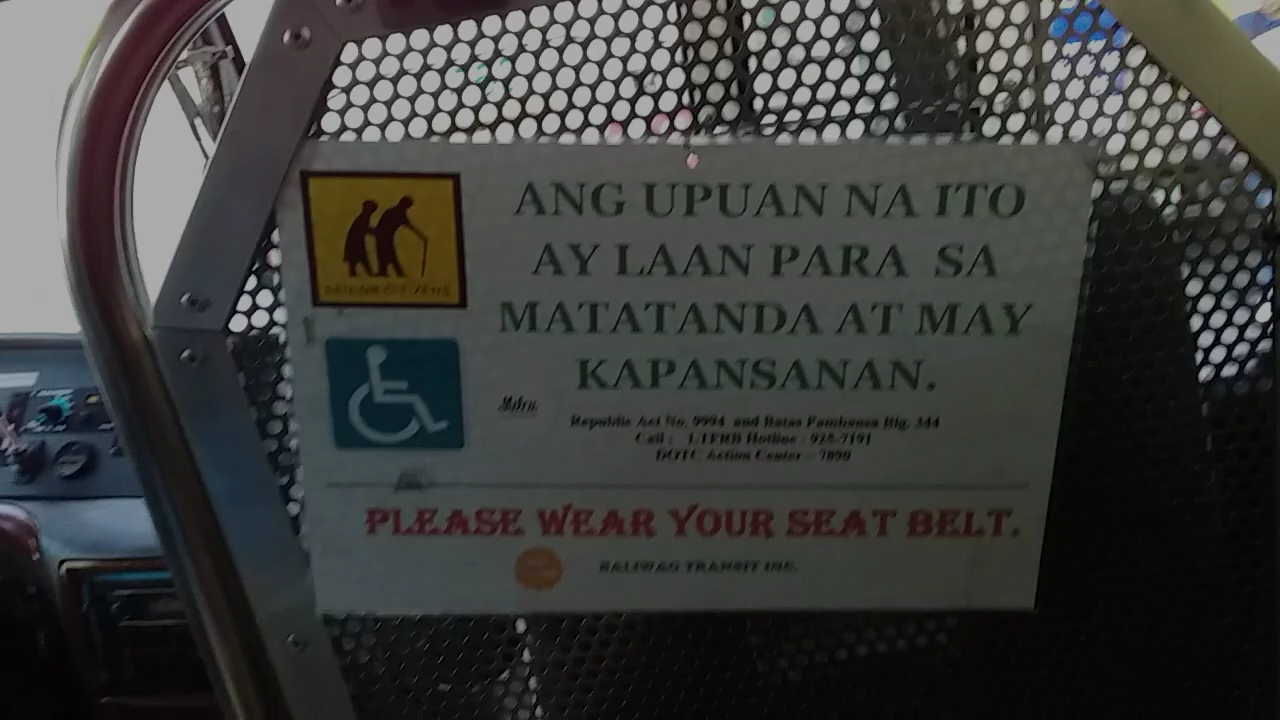 ANG UPUAN NA ITO
AY LAAN PARA SA
MATATANDA AT MAY
KAPANSANAN.
SENIOR CITIZENS
Republic Act No. 9994 and Batas Pambansa Blg. 344
Call : LTFRB Hotline - 925-7191
DOTC Action Center - 7890
PLEASE WEAR YOUR SEAT BELT.
BALIWAG TRANSIT INC.